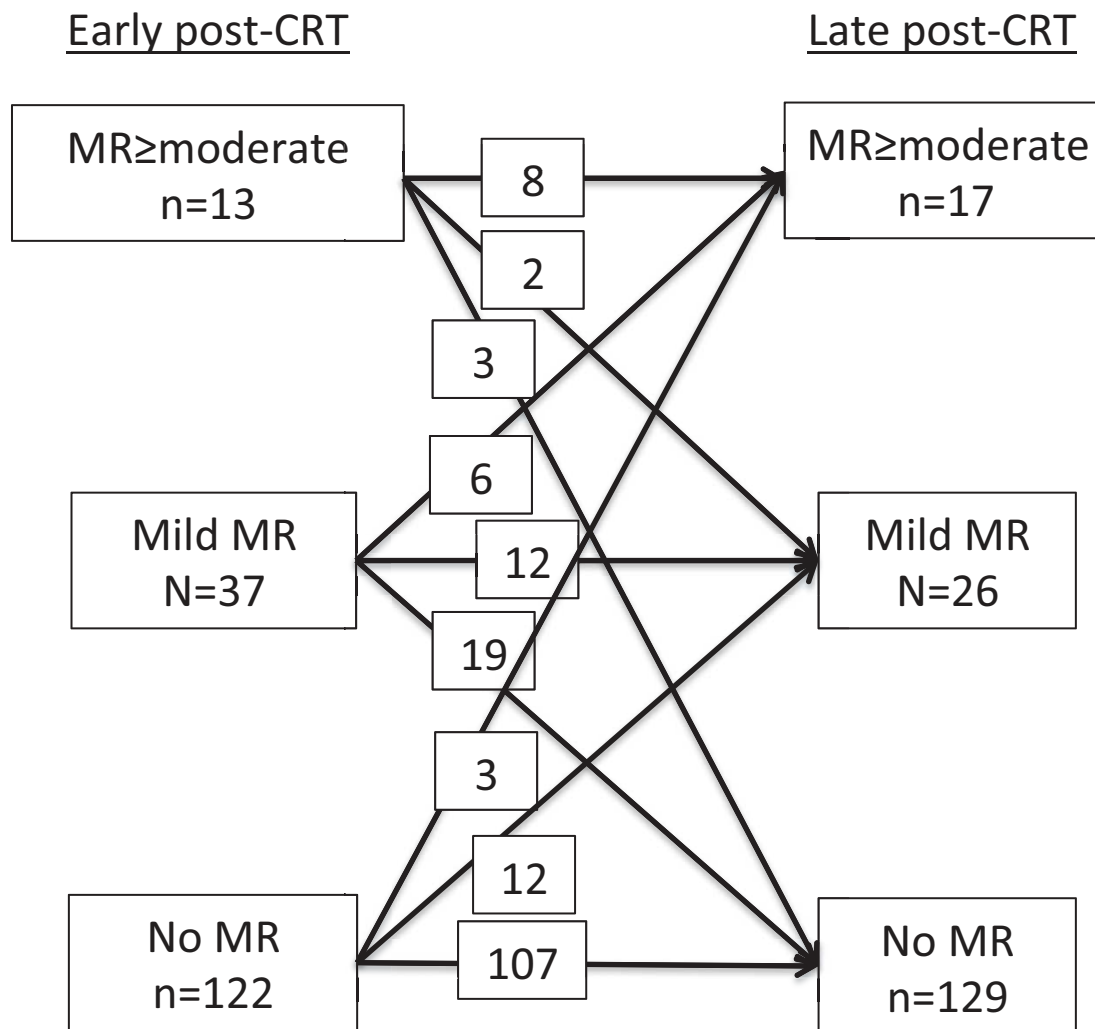 Early post-CRT
Late post-CRT
MR≥moderate
n=13
MR≥moderate
n=17
8
2
3
6
Mild MR
N=37
12
Mild MR
N=26
19
3
12
No MR
n=122
107
No MR
n=129